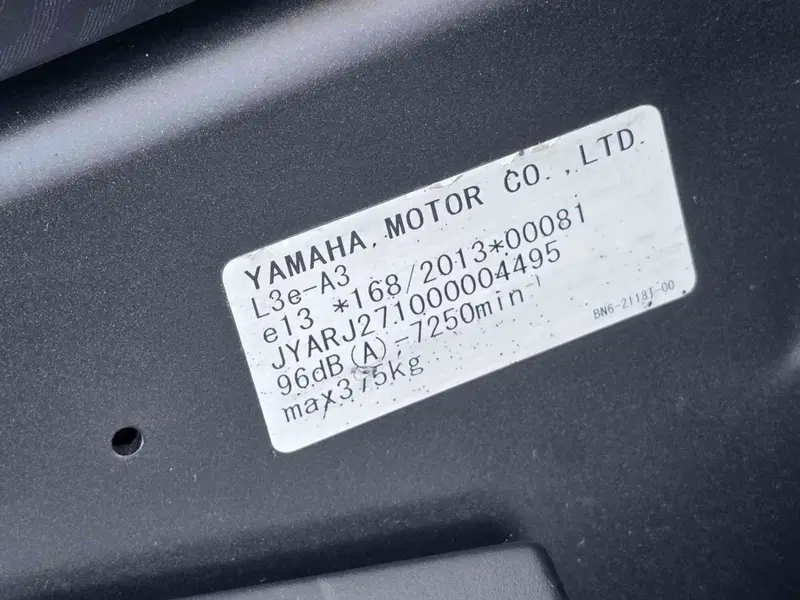 YAMAHA MOTOR CO.,LTD.
L3e-A3
e13 *168/2013*00081
JYARJ271000004495
96dB(A)-7250min-1
max375kg
BN6-2118T-00